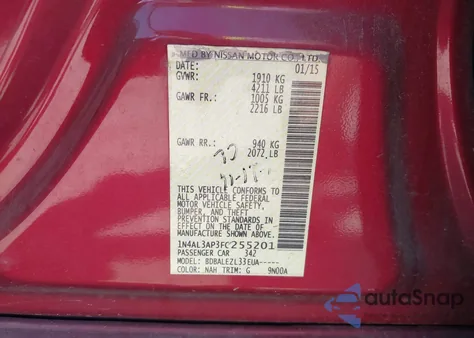 MFD BY NISSAN MOTOR CO., LTD.
DATE: 01/15
GVWR: 1910 KG
4211 LB
GAWR FR.: 1005 KG
2216 LB
GAWR RR.: 940 KG
2072 LB
THIS VEHICLE CONFORMS TO
ALL APPLICABLE FEDERAL
MOTOR VEHICLE SAFETY,
BUMPER, AND THEFT
PREVENTION STANDARDS IN
EFFECT ON THE DATE OF
MANUFACTURE SHOWN ABOVE.
1N4AL3AP3FC255201
PASSENGER CAR 342
MODEL: BDBALEZL33EUA-----
COLOR: NAH TRIM: G 9N00A
autoSnap